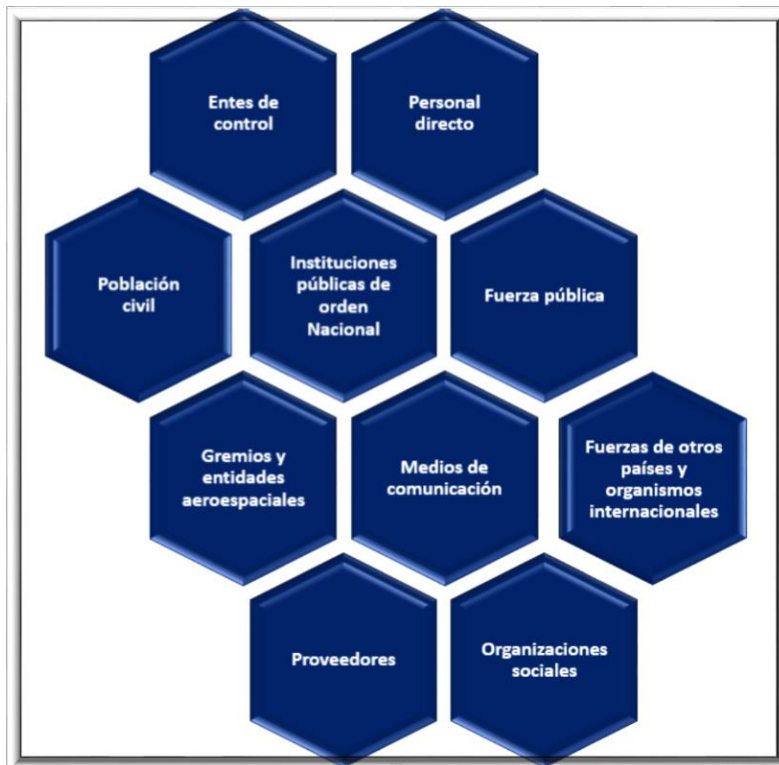 Entes de
control
Personal
directo
Población
civil
Instituciones
públicas de
orden
Nacional
Fuerza pública
Gremios y
entidades
aeroespaciales
Medios de
comunicación
Fuerzas de otros
países y
organismos
internacionales
Proveedores
Organizaciones
sociales